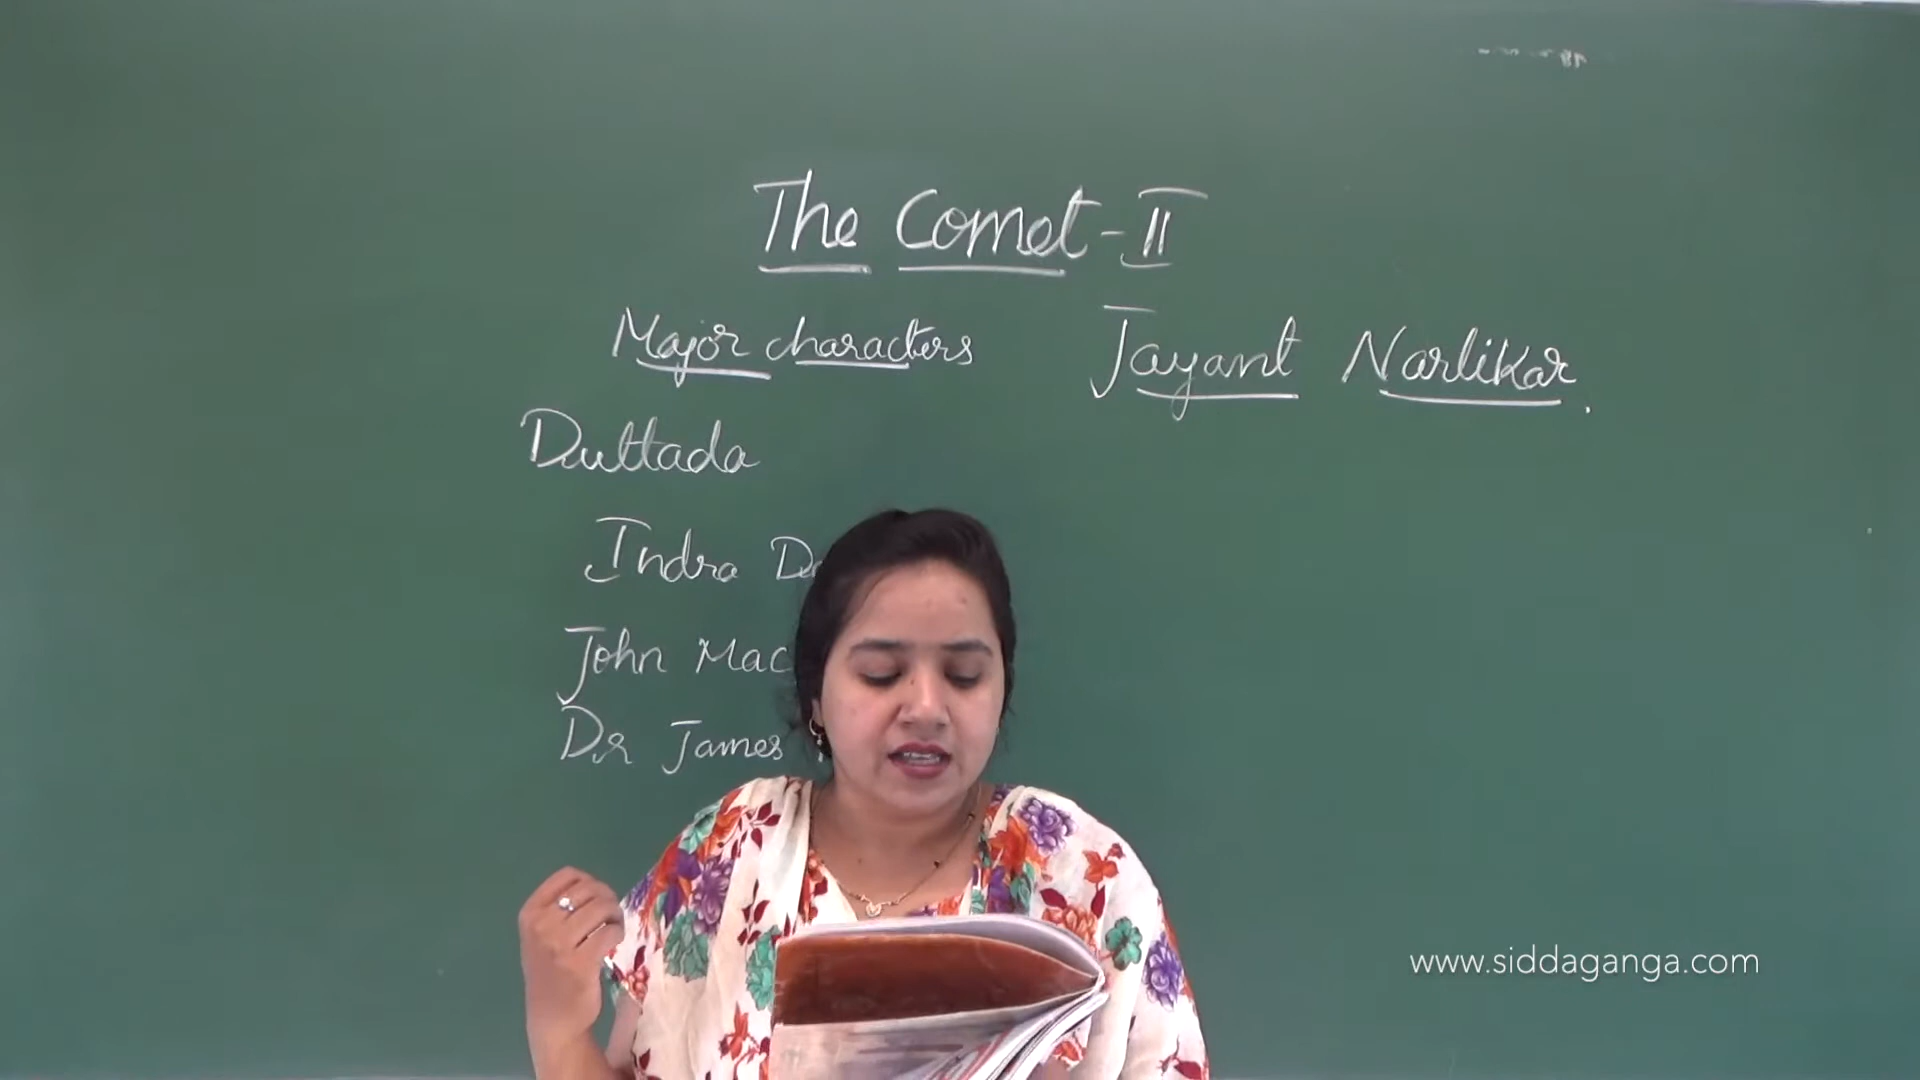 The Comet - II
Major characters
Jayant Narlikar.
Duttada
Indra
John Mac
Dr James
www.siddaganga.com